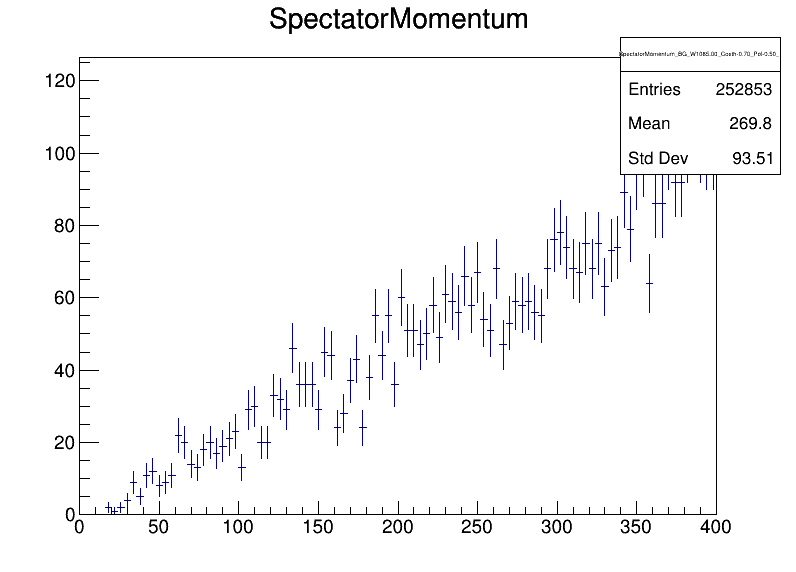 SpectatorMomentum
SpectatorMomentum_BG_W1085.00_Costh-0.70_Pol-0.50_
Entries 252853
Mean 269.8
Std Dev 93.51
120
100
80
60
40
20
0
0 50 100 150 200 250 300 350 400